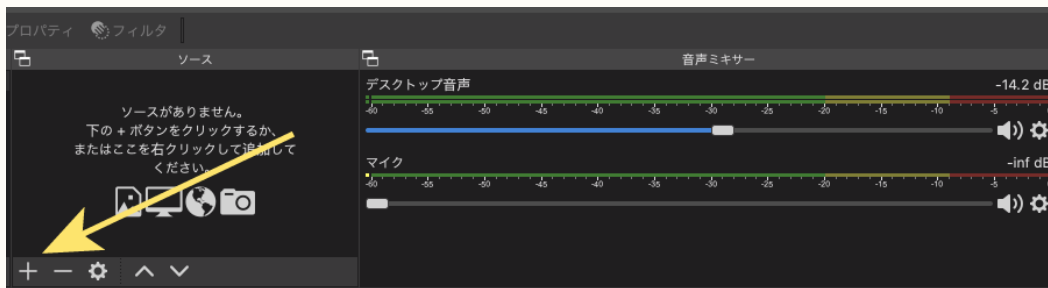 プロパティ フィルタ
ソース
ソースがありません。
下の + ボタンをクリックするか、
またはここを右クリックして追加して
ください。
音声ミキサー
デスクトップ音声 -14.2 dB
-60 -55 -50 -45 -40 -35 -30 -25 -20 -15 -10 -5
マイク -inf dB
-60 -55 -50 -45 -40 -35 -30 -25 -20 -15 -10 -5